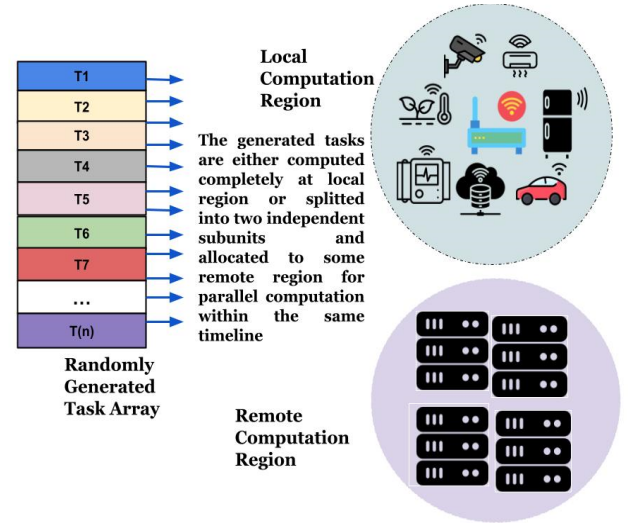 T1
T2
T3
T4
T5
T6
T7
...
T(n)
Randomly
Generated
Task Array
Local
Computation
Region
The generated tasks
are either computed
completely at local
region or splitted
into two independent
subunits and
allocated to some
remote region for
parallel computation
within the same
timeline
Remote
Computation
Region